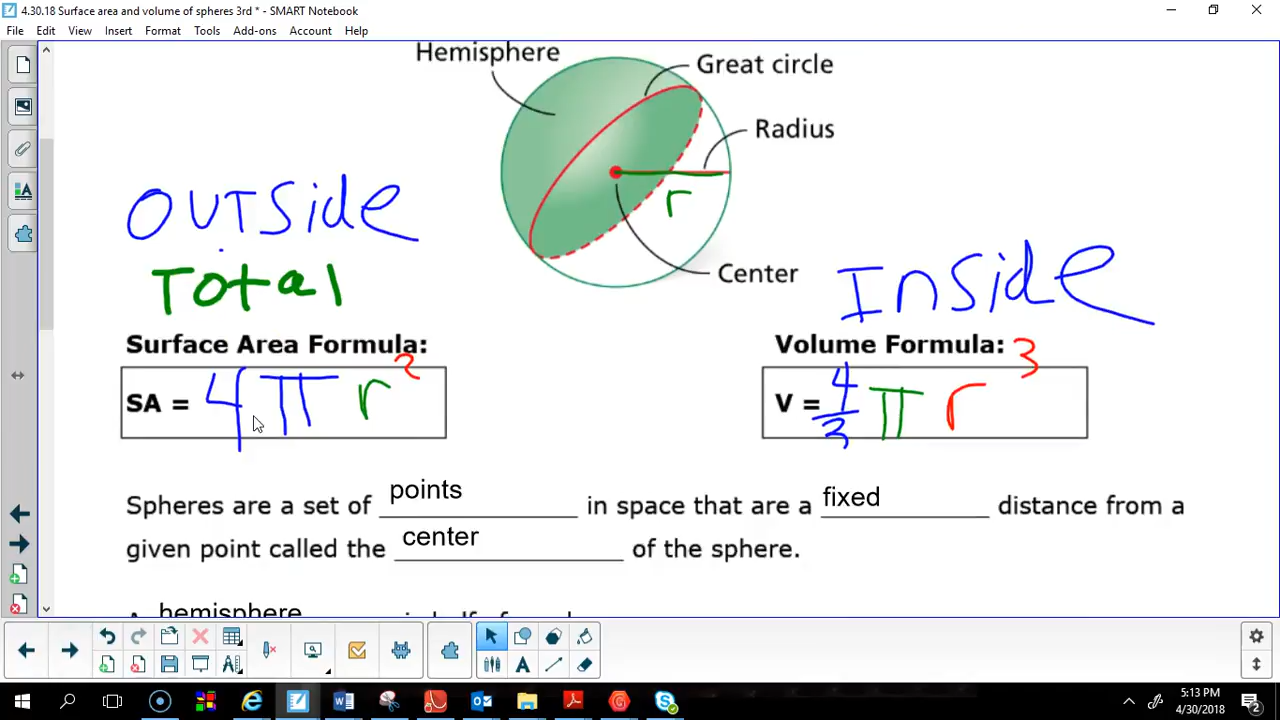 4.30.18 Surface area and volume of spheres 3rd * - SMART Notebook
File Edit View Insert Format Tools Add-ons Account Help
Hemisphere
Great circle
Radius
r
Center
OUTSide
Total
InSide
Surface Area Formula:
SA = 4 π r²
Volume Formula:
V = 4/3 π r³
Spheres are a set of points in space that are a fixed distance from a
given point called the center of the sphere.
hemisphere
5:13 PM
4/30/2018
2